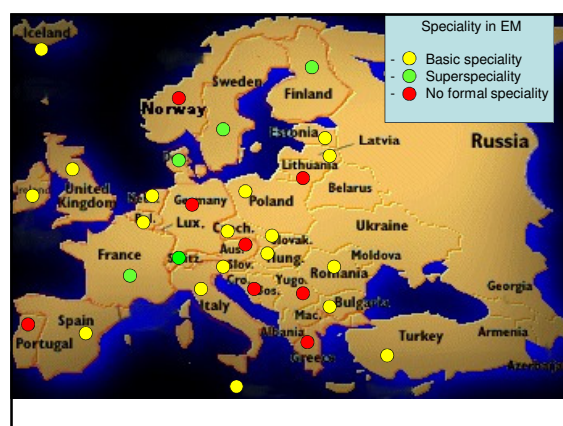 Speciality in EM
- Basic speciality
- Superspeciality
- No formal speciality
Iceland
Sweden
Norway
Finland
Estonia
Latvia
Russia
Lithuania
Ireland
United
Kingdom
Germany
Poland
Belarus
Lux.
Ukraine
France
Slovak.
Aus.
Hung.
Moldova
Slov.
Romania
Cro.
Yugo.
Georgia
Italy
Bulgaria
Mac.
Spain
Portugal
Albania
Greece
Turkey
Armenia